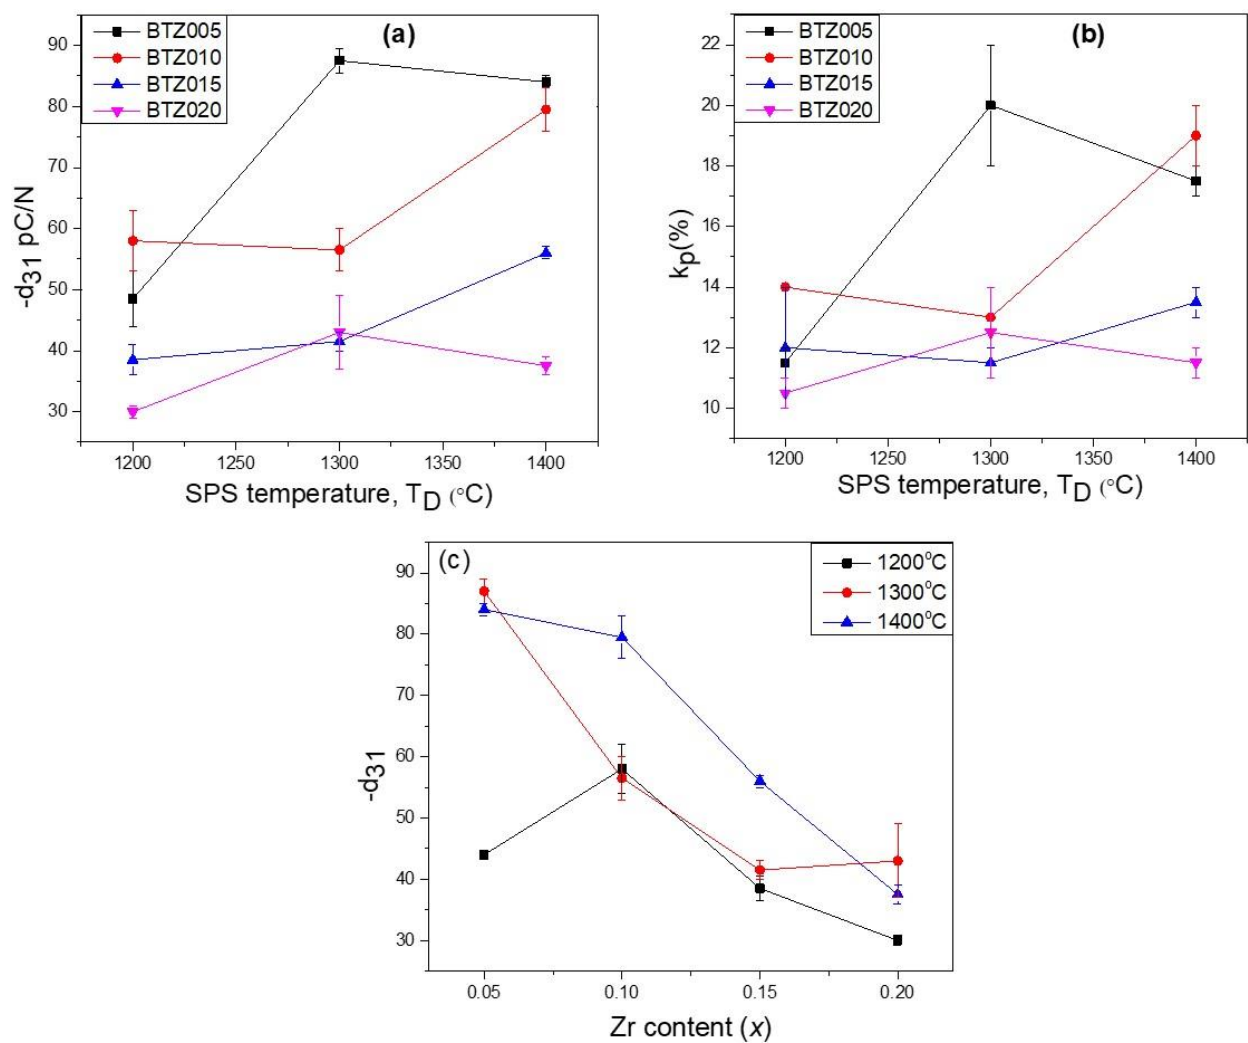 BTZ005
BTZ010
BTZ015
BTZ020
(a)
90
80
70
60
50
40
30
-d31 pC/N
1200
1250
1300
1350
1400
SPS temperature, TD (°C)
BTZ005
BTZ010
BTZ015
BTZ020
(b)
22
20
18
16
14
12
10
kp(%)
1200
1250
1300
1350
1400
SPS temperature, TD (°C)
(c)
1200°C
1300°C
1400°C
90
80
70
60
50
40
30
-d31
0.05
0.10
0.15
0.20
Zr content (x)